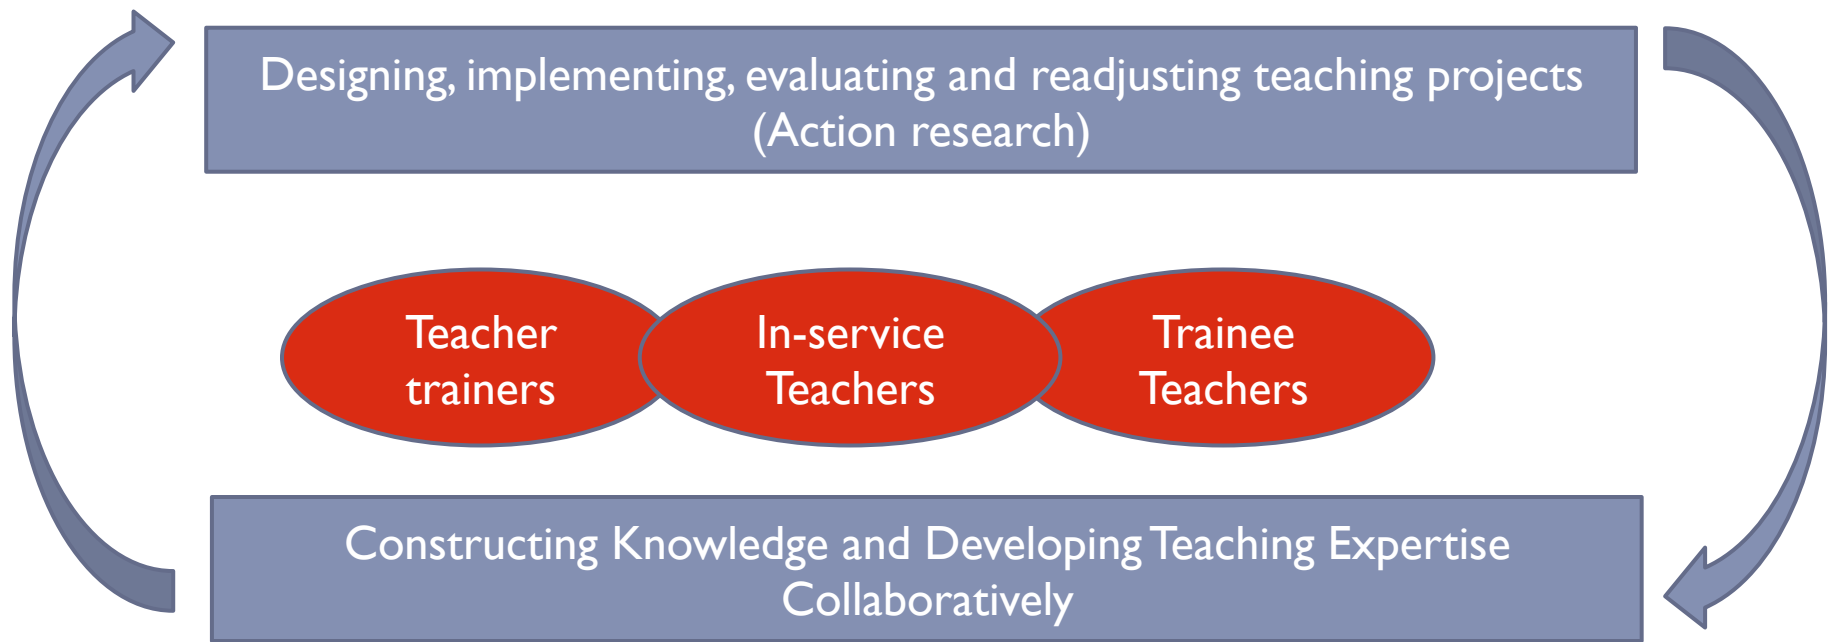 Designing, implementing, evaluating and readjusting teaching projects
(Action research)
Teacher
trainers
In-service
Teachers
Trainee
Teachers
Constructing Knowledge and Developing Teaching Expertise
Collaboratively